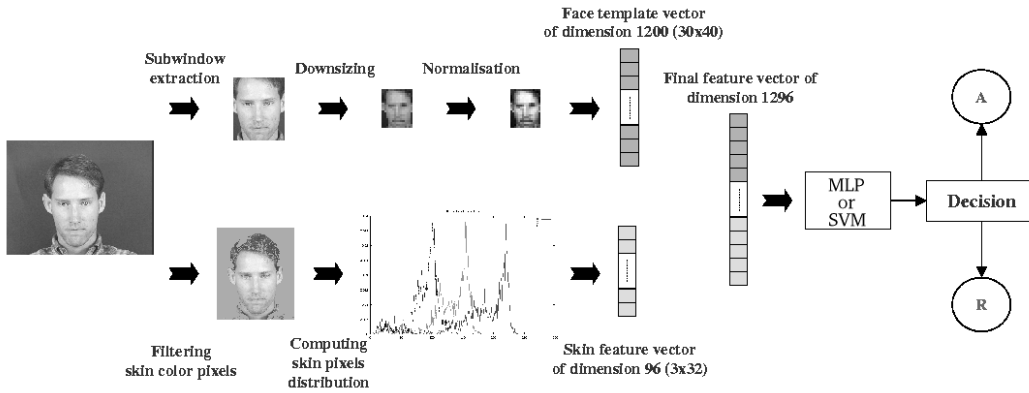 Face template vector
of dimension 1200 (30x40)
Subwindow
extraction
Downsizing
Normalisation
Final feature vector of
dimension 1296
A
MLP
or
SVM
Decision
R
Filtering
skin color pixels
Computing
skin pixels
distribution
Skin feature vector
of dimension 96 (3x32)